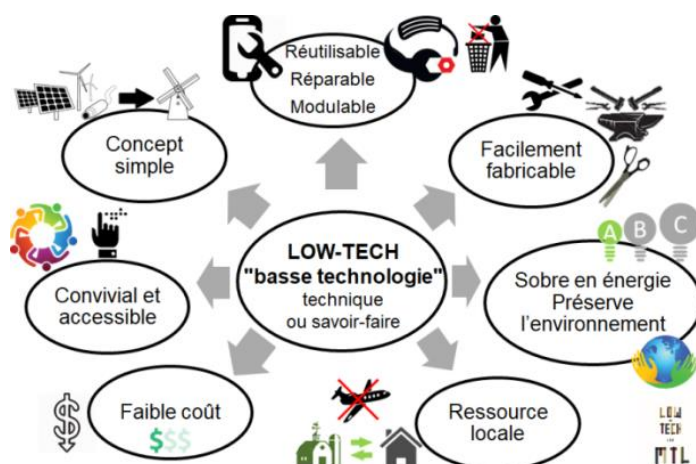 Réutilisable
Réparable
Modulable
Concept
simple
Facilement
fabricable
LOW-TECH
"basse technologie"
technique
ou savoir-faire
A B C
Sobre en énergie
Préserve
l'environnement
Convivial et
accessible
Faible coût
$$$
Ressource
locale
LOW
TECH
MTL